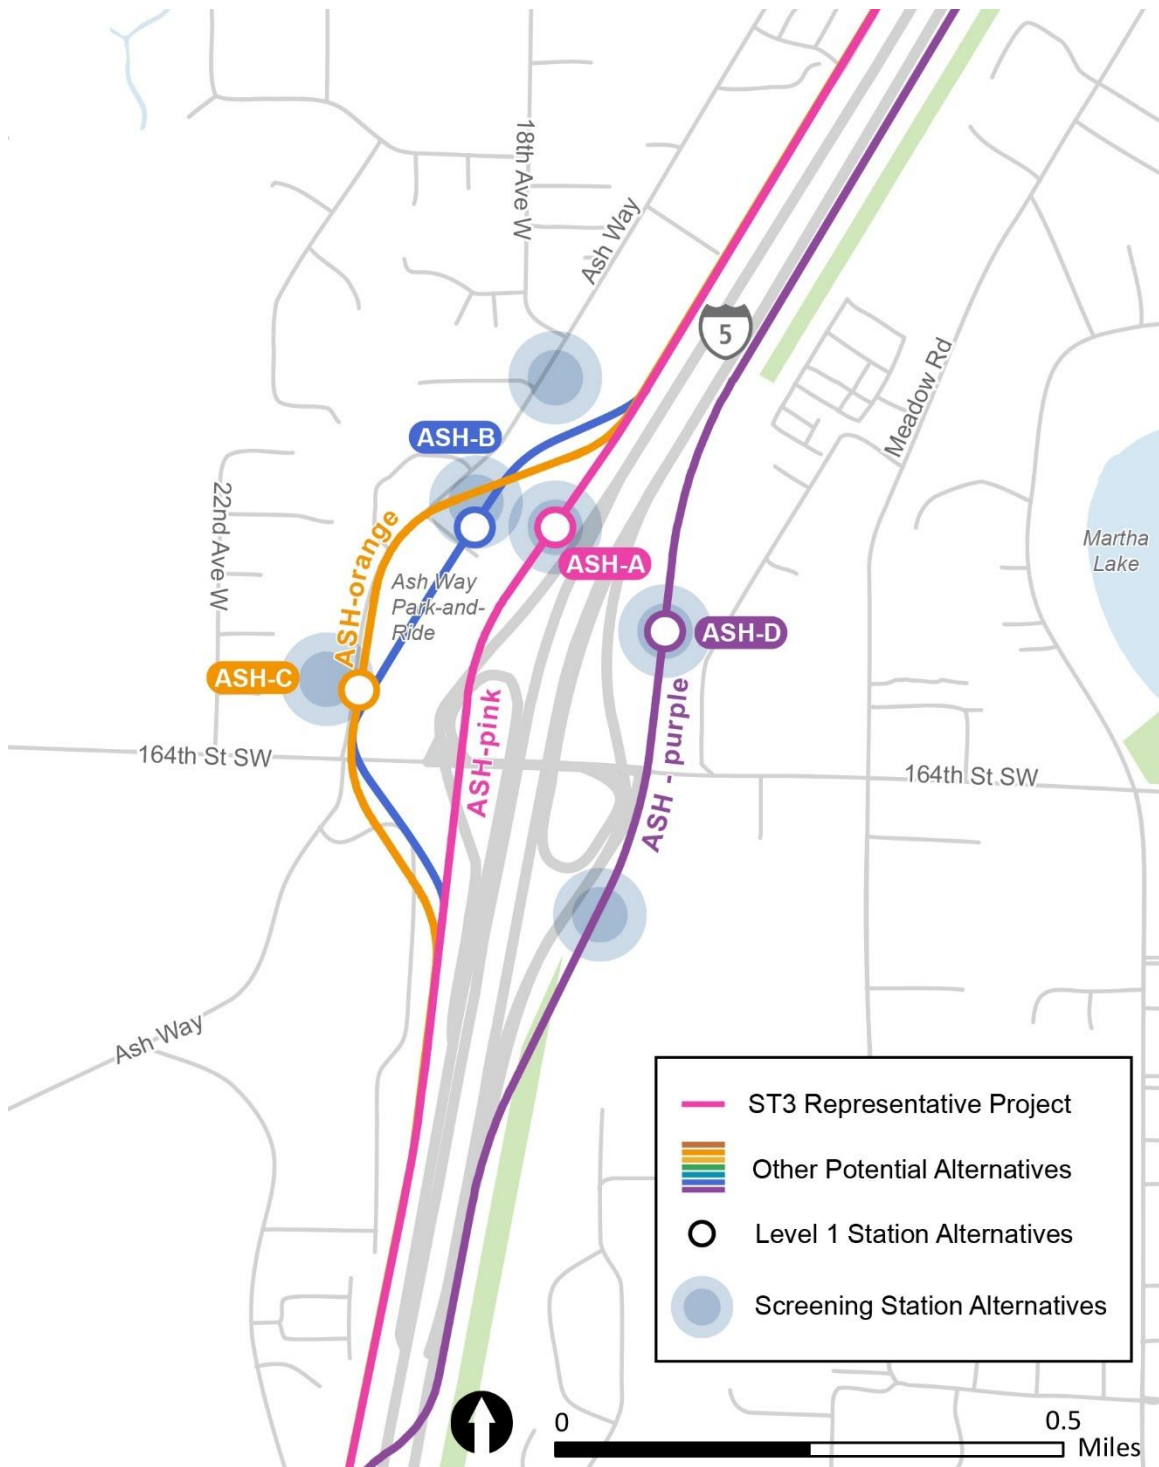 18th Ave W
Ash Way
5
Meadow Rd
ASH-B
22nd Ave W
ASH-orange
Ash Way
Park-and-
Ride
ASH-A
Martha
Lake
ASH-D
ASH-C
ASH-pink
ASH - purple
164th St SW
164th St SW
Ash Way
ST3 Representative Project
Other Potential Alternatives
Level 1 Station Alternatives
Screening Station Alternatives
0
0.5
Miles